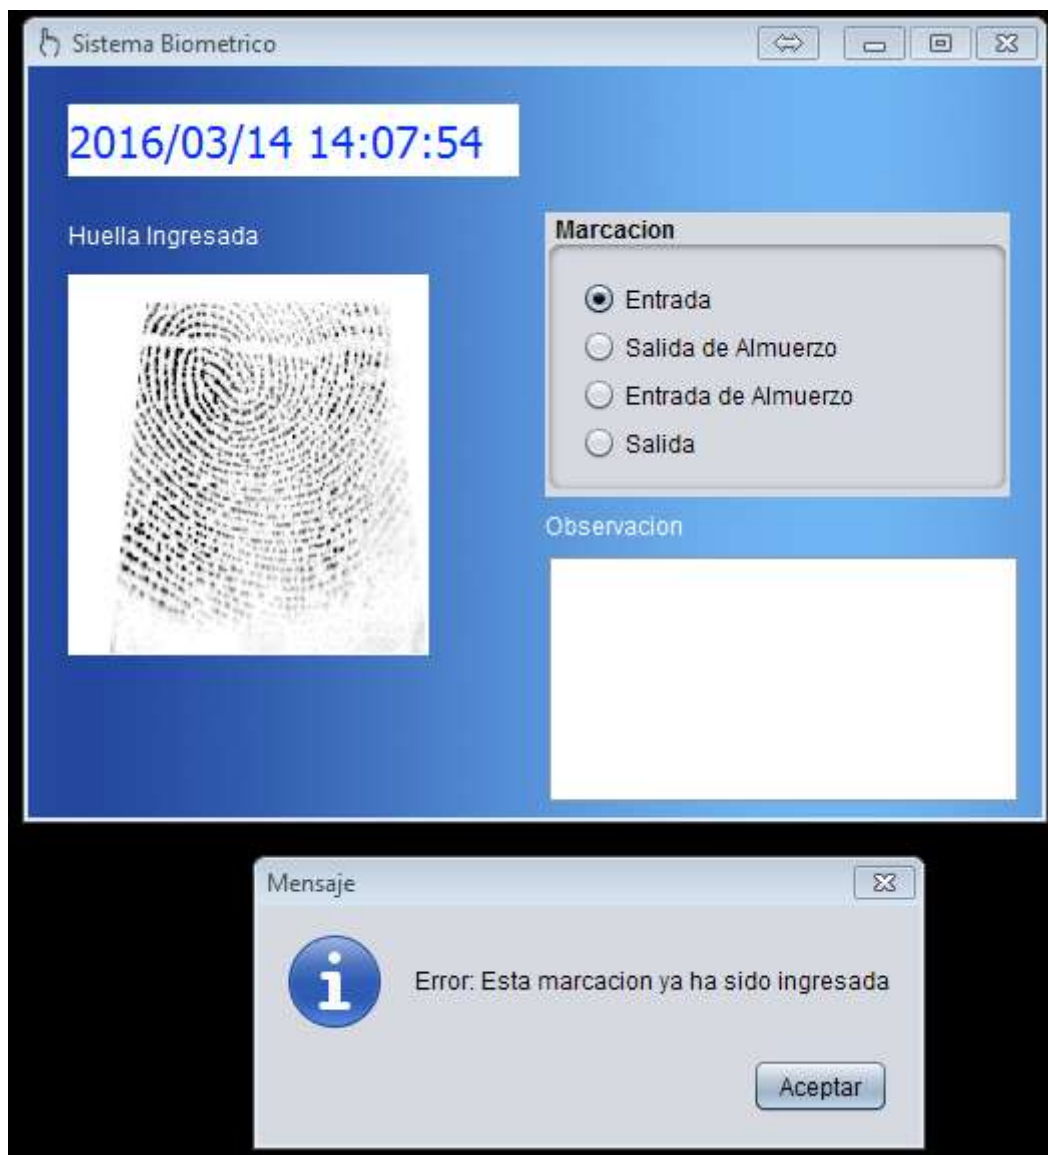 Sistema Biometrico
2016/03/14 14:07:54
Huella Ingresada
Marcacion
Entrada
Salida de Almuerzo
Entrada de Almuerzo
Salida
Observacion
Mensaje
Error: Esta marcacion ya ha sido ingresada
Aceptar